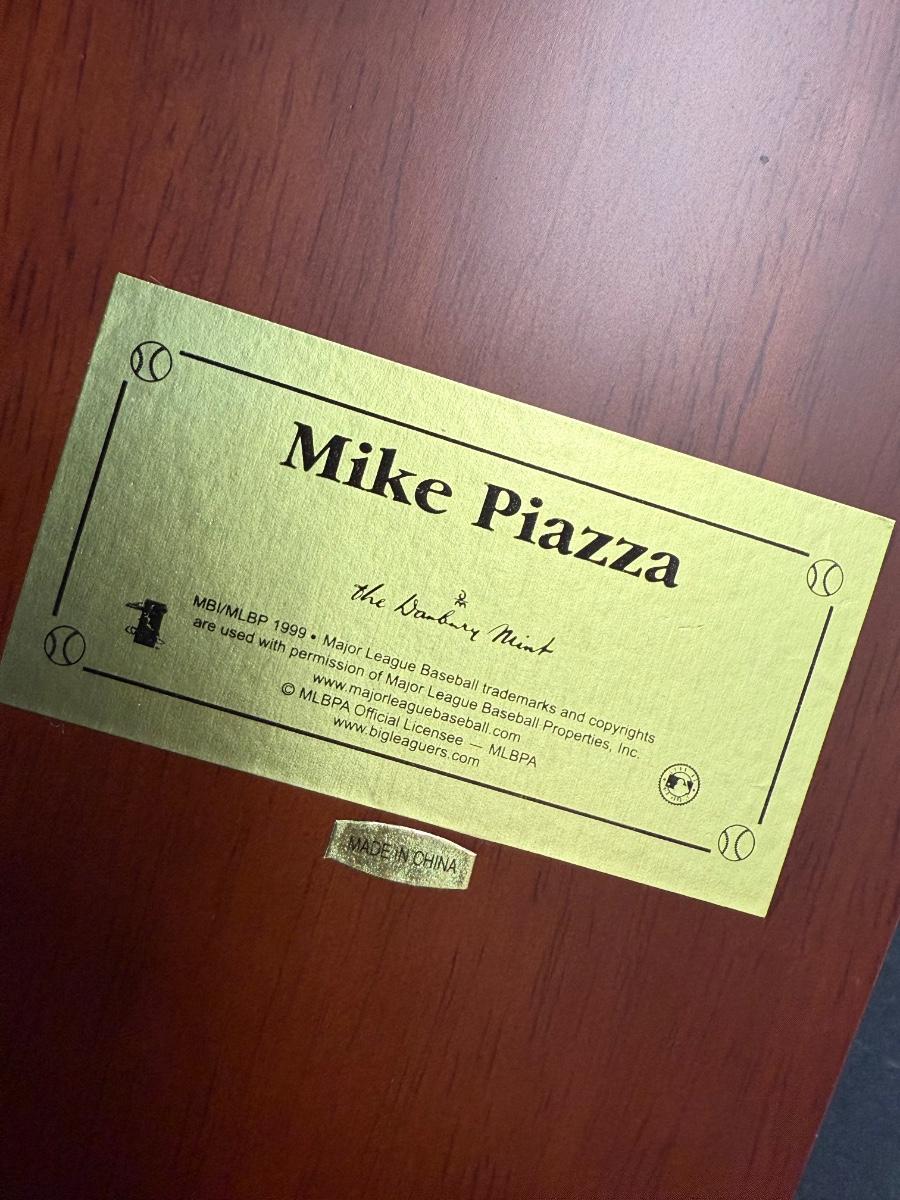 Mike Piazza
the Danbury Mint
MBI/MLBP 1999 • Major League Baseball trademarks and copyrights
are used with permission of Major League Baseball Properties, Inc.
www.majorleaguebaseball.com
© MLBPA Official Licensee — MLBPA
www.bigleaguers.com
MADE IN CHINA